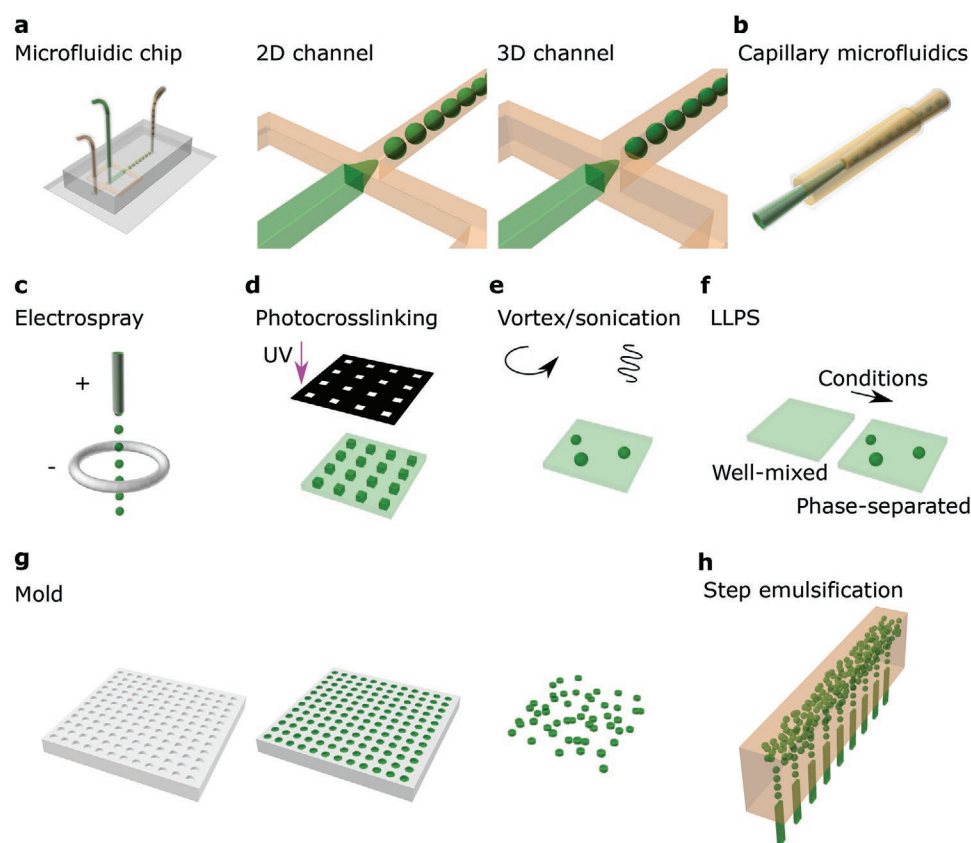 a
Microfluidic chip
2D channel
3D channel
b
Capillary microfluidics
c
Electrospray
+
-
d
Photocrosslinking
UV
e
Vortex/sonication
f
LLPS
Conditions
Well-mixed
Phase-separated
g
Mold
h
Step emulsification